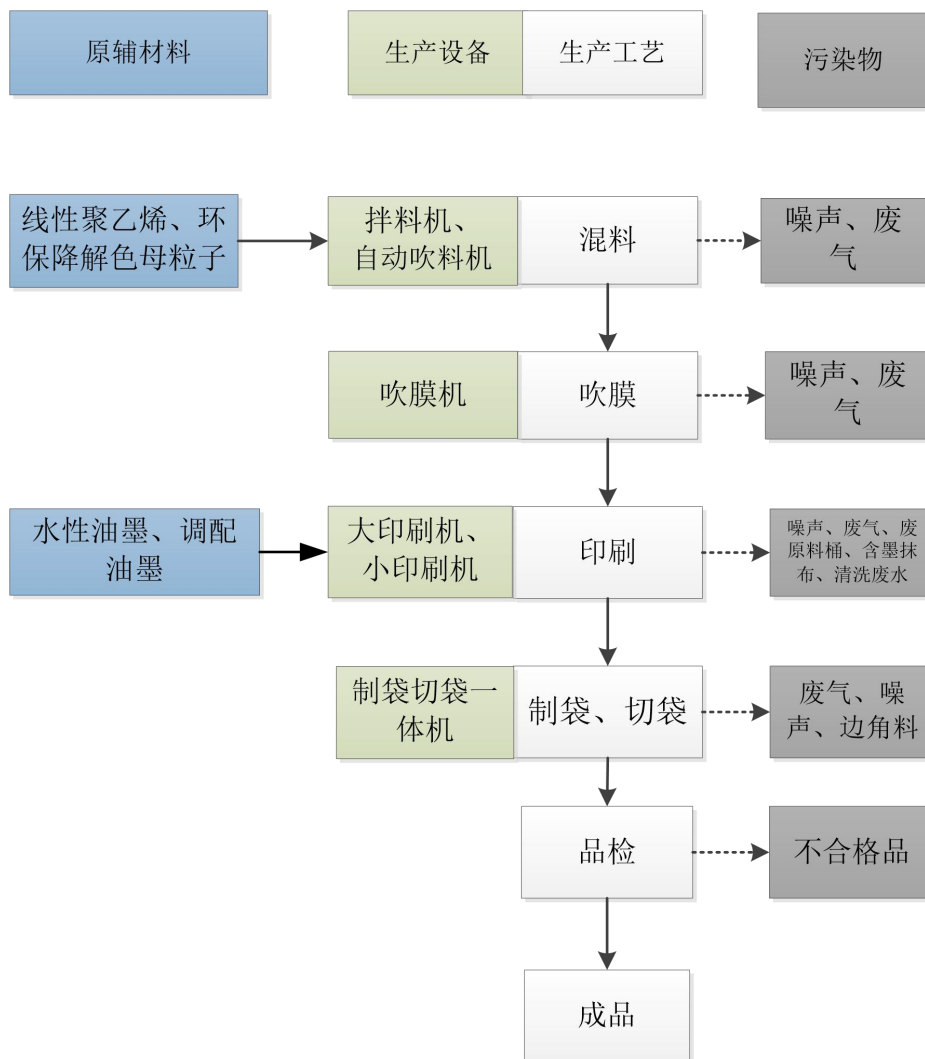 原辅材料
生产设备
生产工艺
污染物
线性聚乙烯、环
保降解色母粒子
拌料机、
自动吹料机
混料
噪声、废
气
吹膜机
吹膜
噪声、废
气
水性油墨、调配
油墨
大印刷机、
小印刷机
印刷
噪声、废气、废
原料桶、含墨抹
布、清洗废水
制袋切袋一
体机
制袋、切袋
废气、噪
声、边角料
品检
不合格品
成品